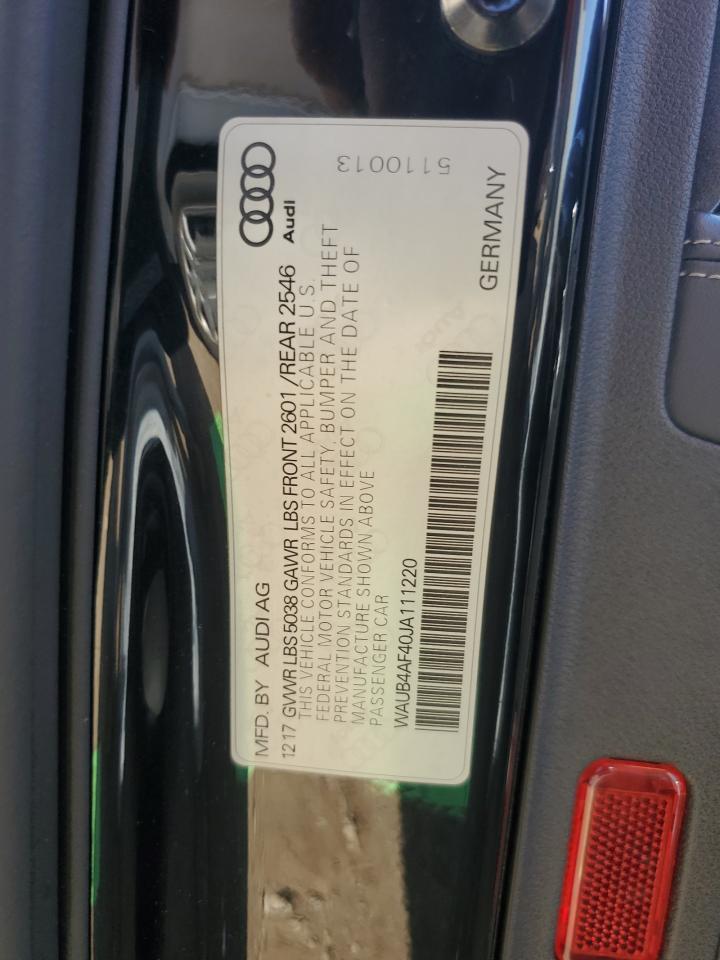 MFD. BY AUDI AG
Audi
1217 GVWR LBS 5038 GAWR LBS FRONT 2601 /REAR 2546
THIS VEHICLE CONFORMS TO ALL APPLICABLE U.S.
FEDERAL MOTOR VEHICLE SAFETY, BUMPER AND THEFT
PREVENTION STANDARDS IN EFFECT ON THE DATE OF
MANUFACTURE SHOWN ABOVE
PASSENGER CAR
5110013
WAUB4AF40JA111220
GERMANY